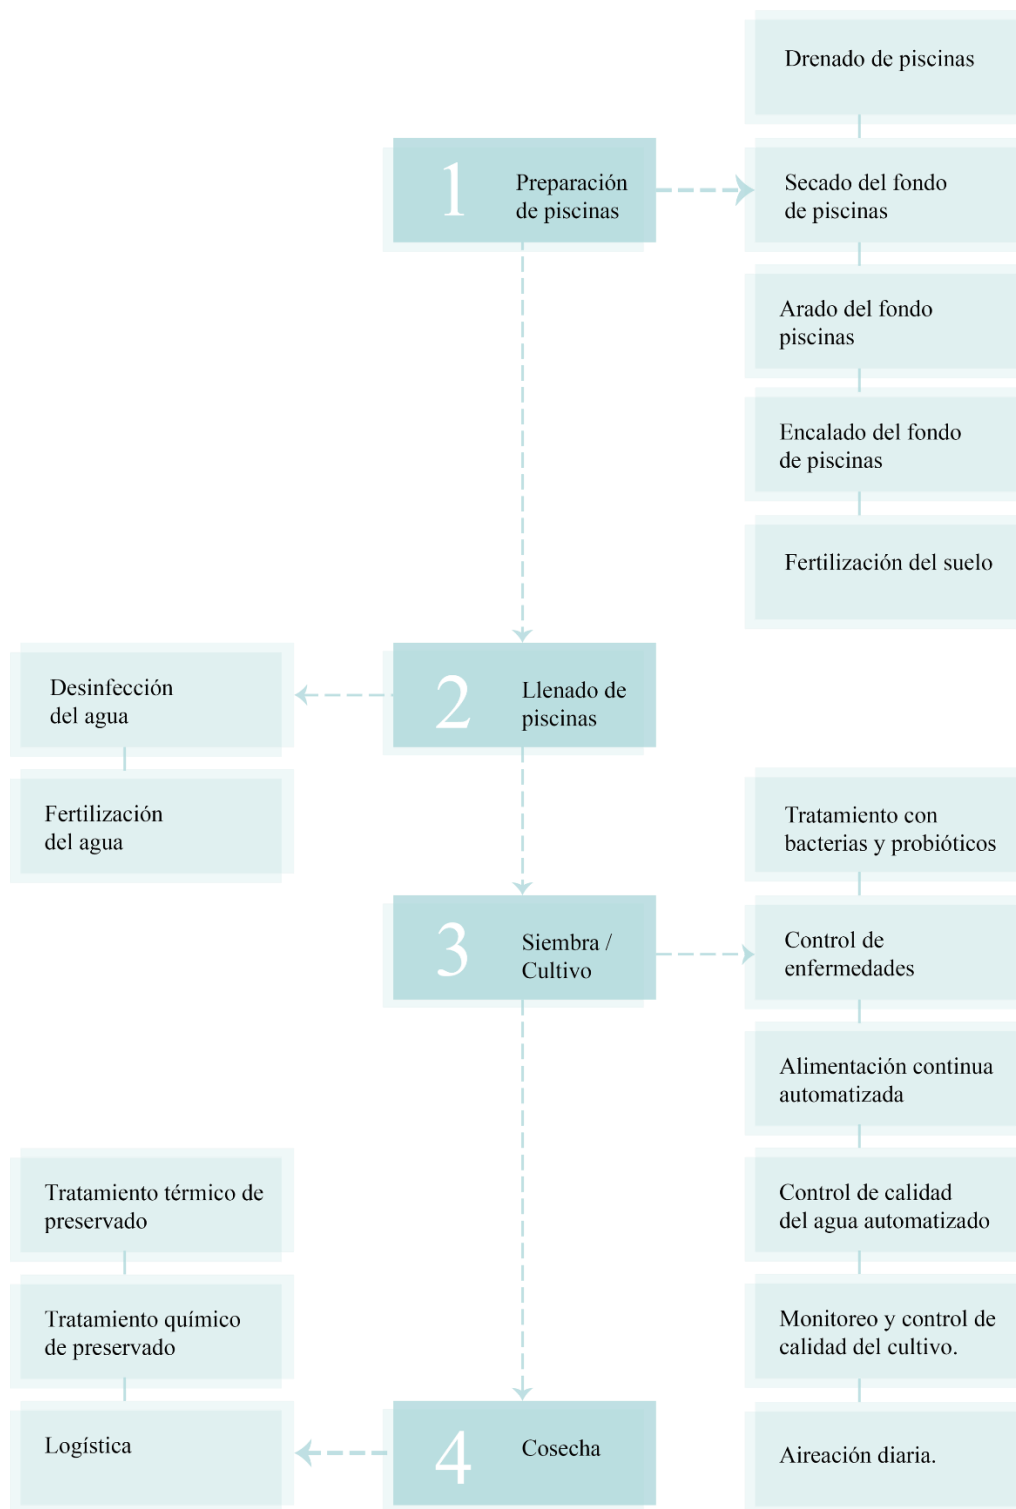 Drenado de piscinas
1
Preparación
de piscinas
Secado del fondo
de piscinas
Arado del fondo
piscinas
Encalado del fondo
de piscinas
Fertilización del suelo
2
Llenado de
piscinas
Desinfección
del agua
Fertilización
del agua
3
Siembra /
Cultivo
Tratamiento con
bacterias y probióticos
Control de
enfermedades
Alimentación continua
automatizada
Control de calidad
del agua automatizado
Monitoreo y control de
calidad del cultivo.
Aireación diaria.
4
Cosecha
Tratamiento térmico de
preservado
Tratamiento químico
de preservado
Logística